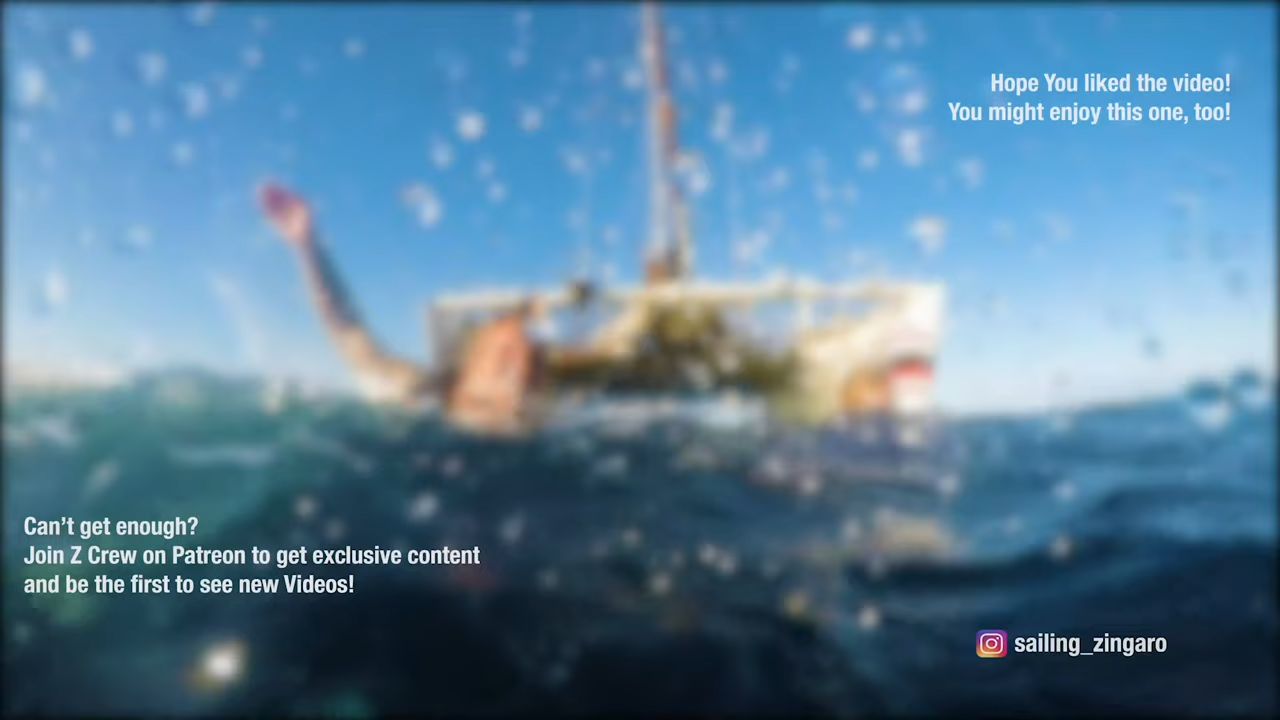 Hope You liked the video!
You might enjoy this one, too!
Can't get enough?
Join Z Crew on Patreon to get exclusive content
and be the first to see new Videos!
sailing_zingaro